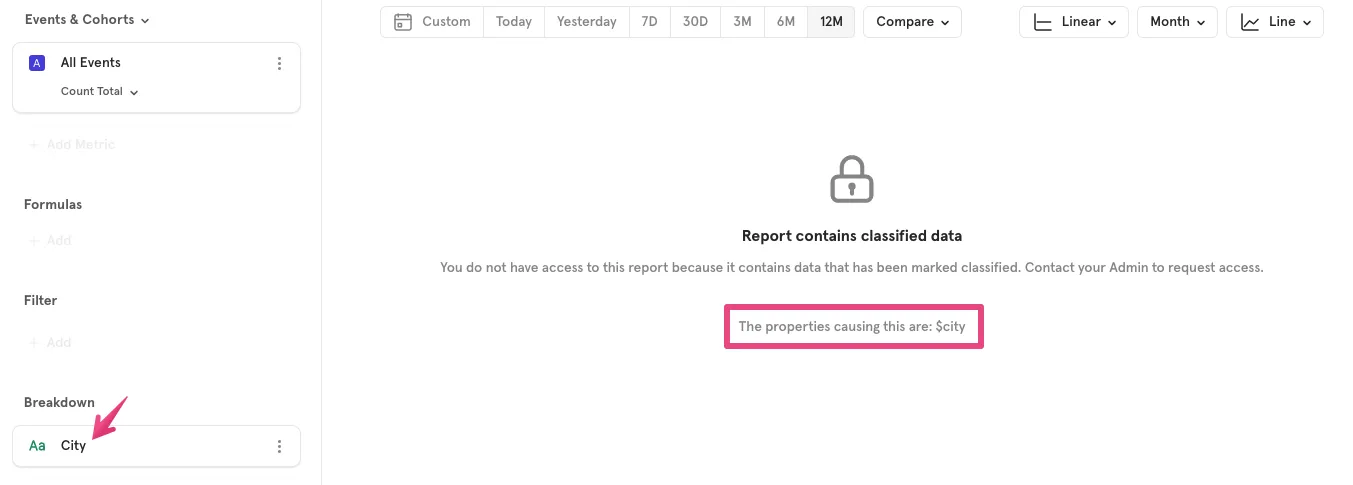 Events & Cohorts
A All Events
Count Total
+ Add Metric
Formulas
+ Add
Filter
+ Add
Breakdown
Aa City
Custom Today Yesterday 7D 30D 3M 6M 12M Compare Linear Month Line
Report contains classified data
You do not have access to this report because it contains data that has been marked classified. Contact your Admin to request access.
The properties causing this are: $city